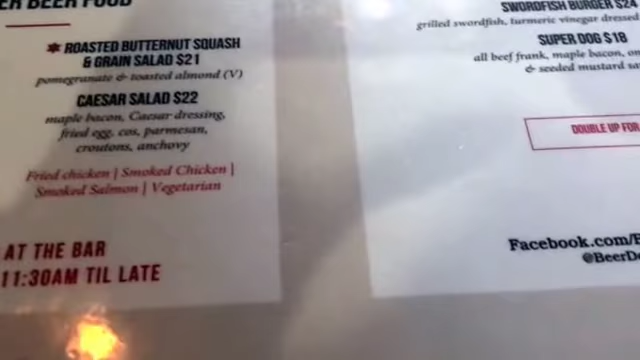 BEER FOOD
ROASTED BUTTERNUT SQUASH
& GRAIN SALAD $21
pomegranate & toasted almond (V)
CAESAR SALAD $22
maple bacon, Caesar dressing,
fried egg, cos, parmesan,
croutons, anchovy
Fried chicken | Smoked Chicken |
Smoked Salmon | Vegetarian
AT THE BAR
11:30AM TIL LATE
SWORDFISH BURGER $24
grilled swordfish, turmeric vinegar dressed
SUPER DOG $18
all beef frank, maple bacon,
& seeded mustard
DOUBLE UP FOR
Facebook.com/